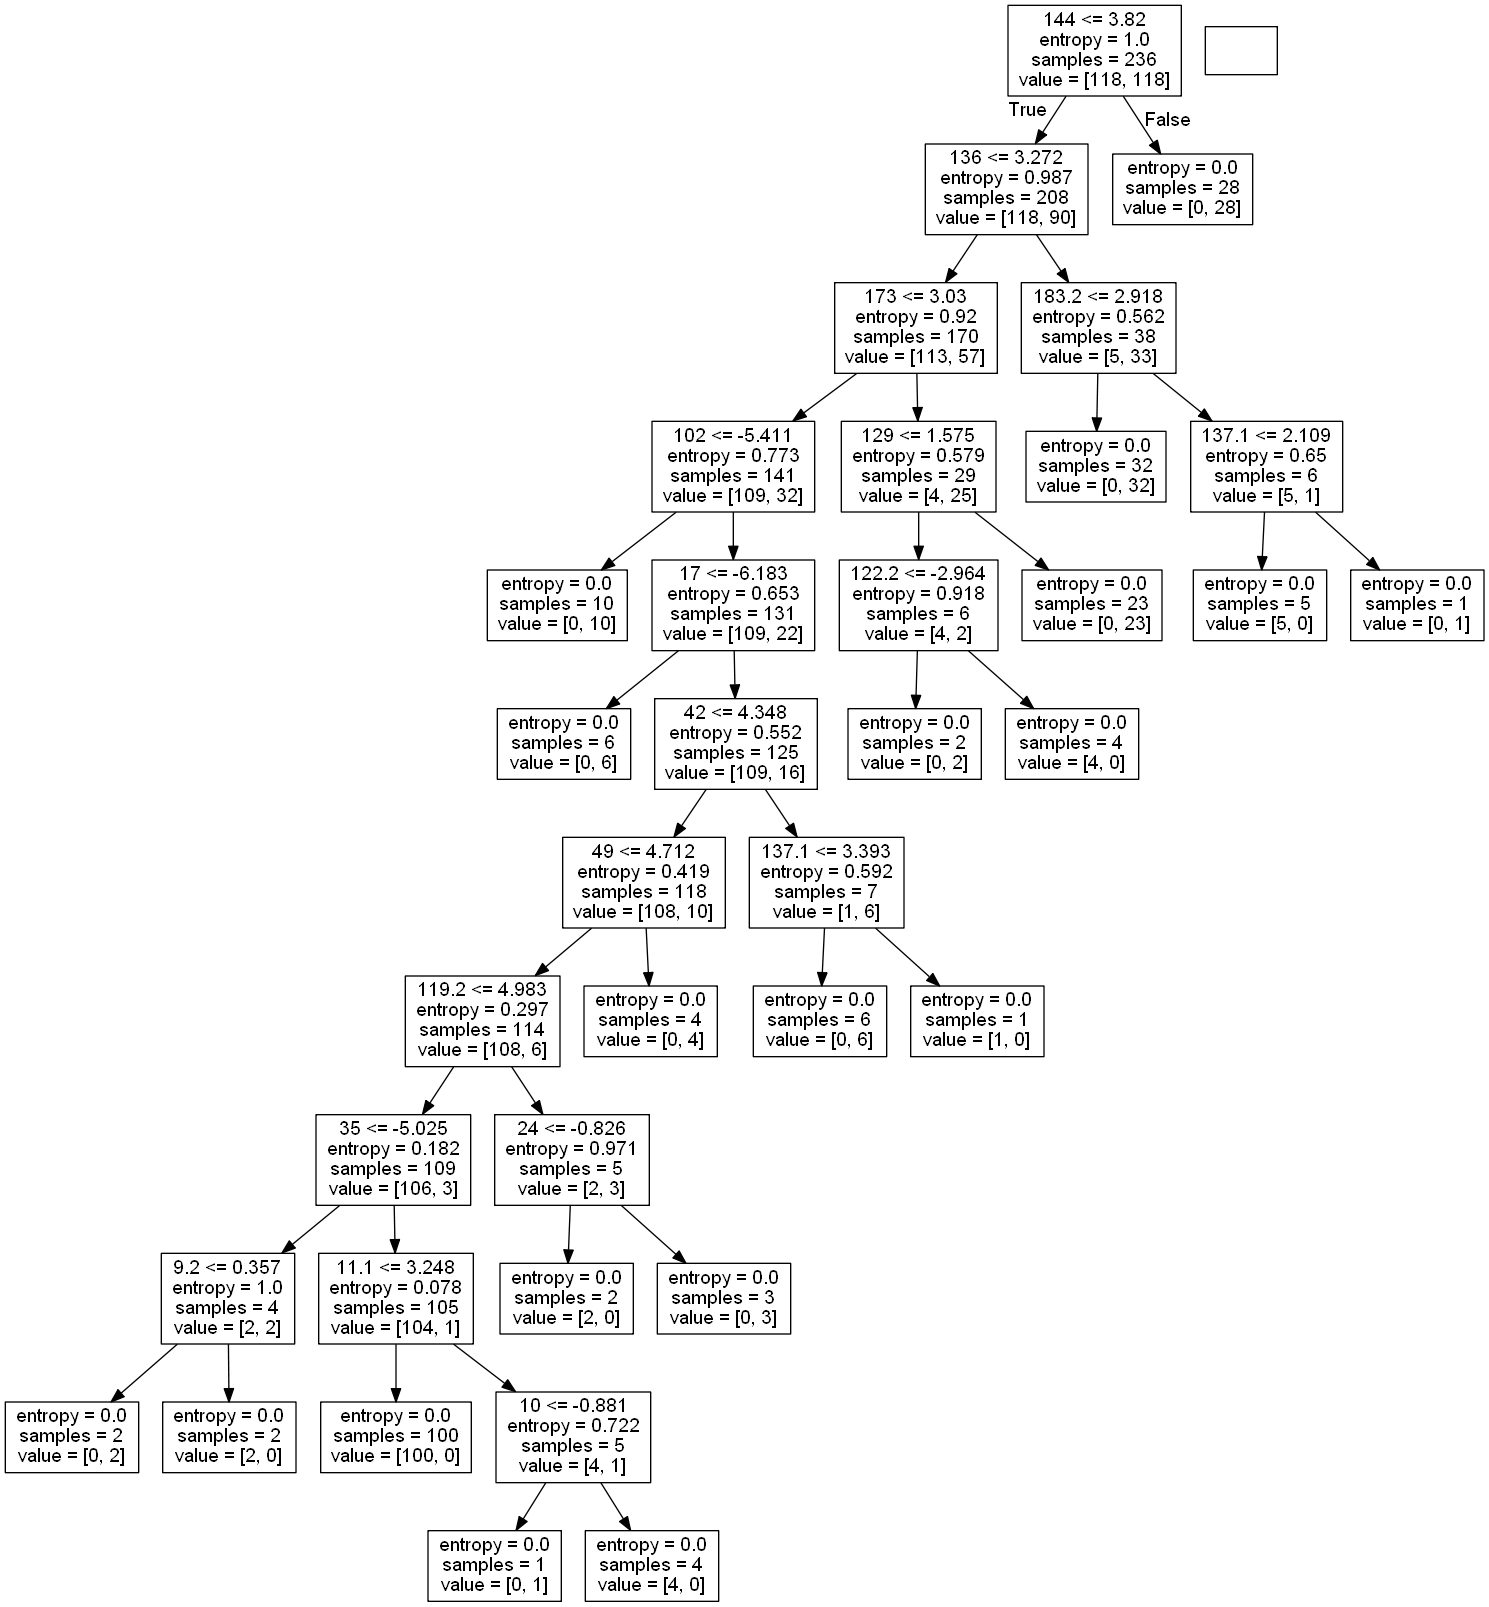 144 <= 3.82
entropy = 1.0
samples = 236
value = [118, 118]
True
False
136 <= 3.272
entropy = 0.987
samples = 208
value = [118, 90]
entropy = 0.0
samples = 28
value = [0, 28]
173 <= 3.03
entropy = 0.92
samples = 170
value = [113, 57]
183.2 <= 2.918
entropy = 0.562
samples = 38
value = [5, 33]
102 <= -5.411
entropy = 0.773
samples = 141
value = [109, 32]
129 <= 1.575
entropy = 0.579
samples = 29
value = [4, 25]
entropy = 0.0
samples = 32
value = [0, 32]
137.1 <= 2.109
entropy = 0.65
samples = 6
value = [5, 1]
entropy = 0.0
samples = 10
value = [0, 10]
17 <= -6.183
entropy = 0.653
samples = 131
value = [109, 22]
122.2 <= -2.964
entropy = 0.918
samples = 6
value = [4, 2]
entropy = 0.0
samples = 23
value = [0, 23]
entropy = 0.0
samples = 5
value = [5, 0]
entropy = 0.0
samples = 1
value = [0, 1]
entropy = 0.0
samples = 6
value = [0, 6]
42 <= 4.348
entropy = 0.552
samples = 125
value = [109, 16]
entropy = 0.0
samples = 2
value = [0, 2]
entropy = 0.0
samples = 4
value = [4, 0]
49 <= 4.712
entropy = 0.419
samples = 118
value = [108, 10]
137.1 <= 3.393
entropy = 0.592
samples = 7
value = [1, 6]
119.2 <= 4.983
entropy = 0.297
samples = 114
value = [108, 6]
entropy = 0.0
samples = 4
value = [0, 4]
entropy = 0.0
samples = 6
value = [0, 6]
entropy = 0.0
samples = 1
value = [1, 0]
35 <= -5.025
entropy = 0.182
samples = 109
value = [106, 3]
24 <= -0.826
entropy = 0.971
samples = 5
value = [2, 3]
9.2 <= 0.357
entropy = 1.0
samples = 4
value = [2, 2]
11.1 <= 3.248
entropy = 0.078
samples = 105
value = [104, 1]
entropy = 0.0
samples = 2
value = [2, 0]
entropy = 0.0
samples = 3
value = [0, 3]
entropy = 0.0
samples = 2
value = [0, 2]
entropy = 0.0
samples = 2
value = [2, 0]
entropy = 0.0
samples = 100
value = [100, 0]
10 <= -0.881
entropy = 0.722
samples = 5
value = [4, 1]
entropy = 0.0
samples = 1
value = [0, 1]
entropy = 0.0
samples = 4
value = [4, 0]